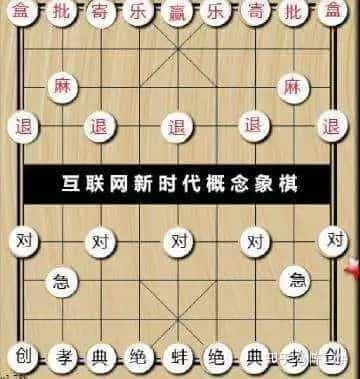 盒 批 寄 乐 赢 乐 寄 批 盒
麻 麻
退 退 退 退 退
互联网新时代概念象棋
对 对 对 对 对
急 急
创 孝 典 绝 蚌 绝 典 孝 创